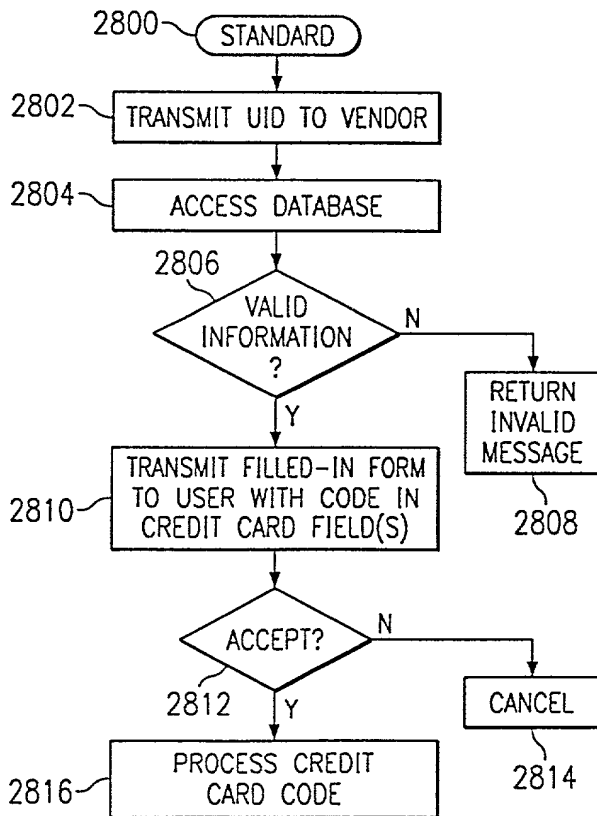 2800
STANDARD
2802
TRANSMIT UID TO VENDOR
2804
ACCESS DATABASE
2806
VALID
INFORMATION
?
N
Y
RETURN
INVALID
MESSAGE
2808
2810
TRANSMIT FILLED-IN FORM
TO USER WITH CODE IN
CREDIT CARD FIELD(S)
ACCEPT?
N
2812
Y
CANCEL
2814
2816
PROCESS CREDIT
CARD CODE